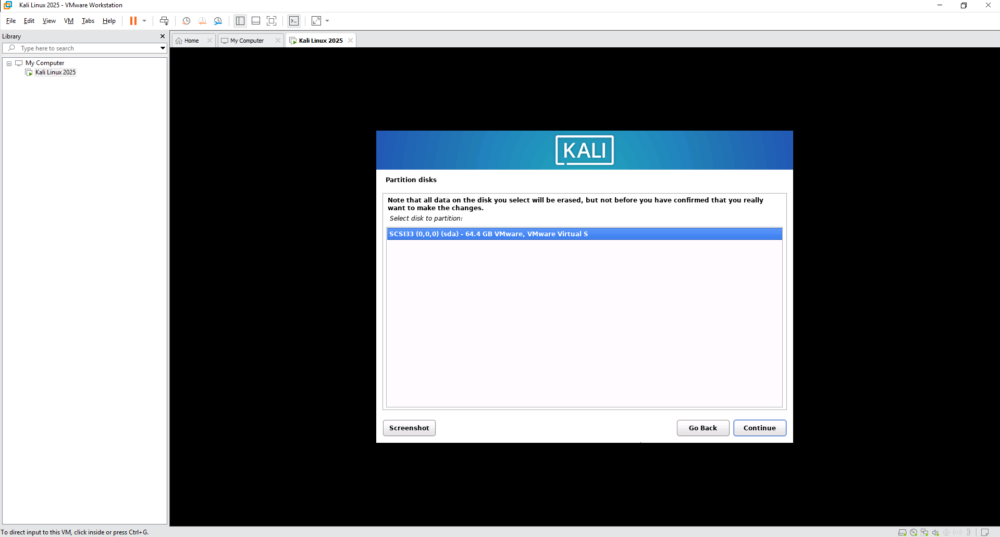 Kali Linux 2025 - VMware Workstation
File Edit View VM Tabs Help
Library
Type here to search
My Computer
Kali Linux 2025
Home
My Computer
Kali Linux 2025
KALI
Partition disks
Note that all data on the disk you select will be erased, but not before you have confirmed that you really
want to make the changes.
Select disk to partition:
SCSI33 (0,0,0) (sda) - 64.4 GB VMware, VMware Virtual S
Screenshot
Go Back
Continue
To direct input to this VM, click inside or press Ctrl+G.